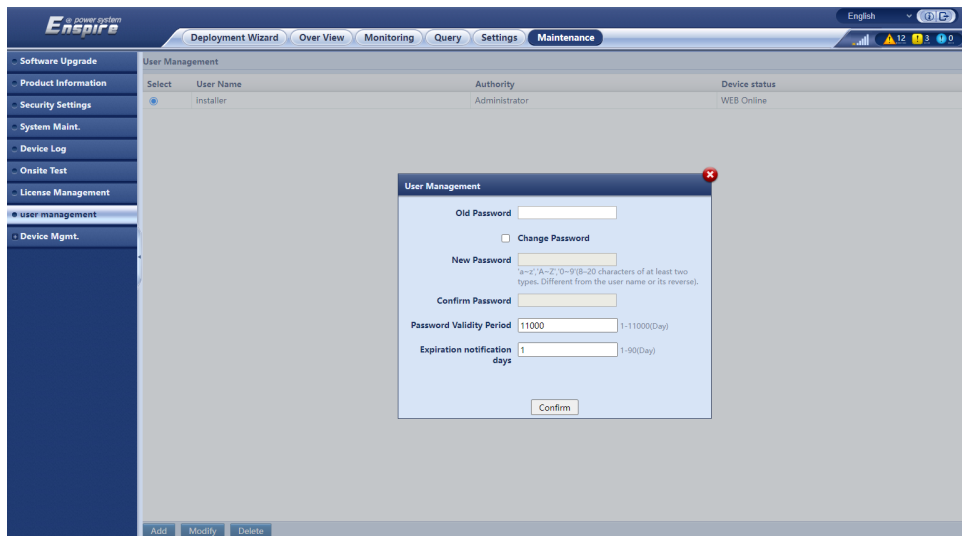 Enspire e power system
English
Deployment Wizard Over View Monitoring Query Settings Maintenance
12 3 0
Software Upgrade
Product Information
Security Settings
System Maint.
Device Log
Onsite Test
License Management
user management
Device Mgmt.
User Management
Select User Name Authority Device status
installer Administrator WEB Online
User Management
Old Password
Change Password
New Password
'a~z','A~Z','0~9'(8-20 characters of at least two
types. Different from the user name or its reverse).
Confirm Password
Password Validity Period 11000 1-11000(Day)
Expiration notification 1 1-90(Day)
days
Confirm
Add Modify Delete